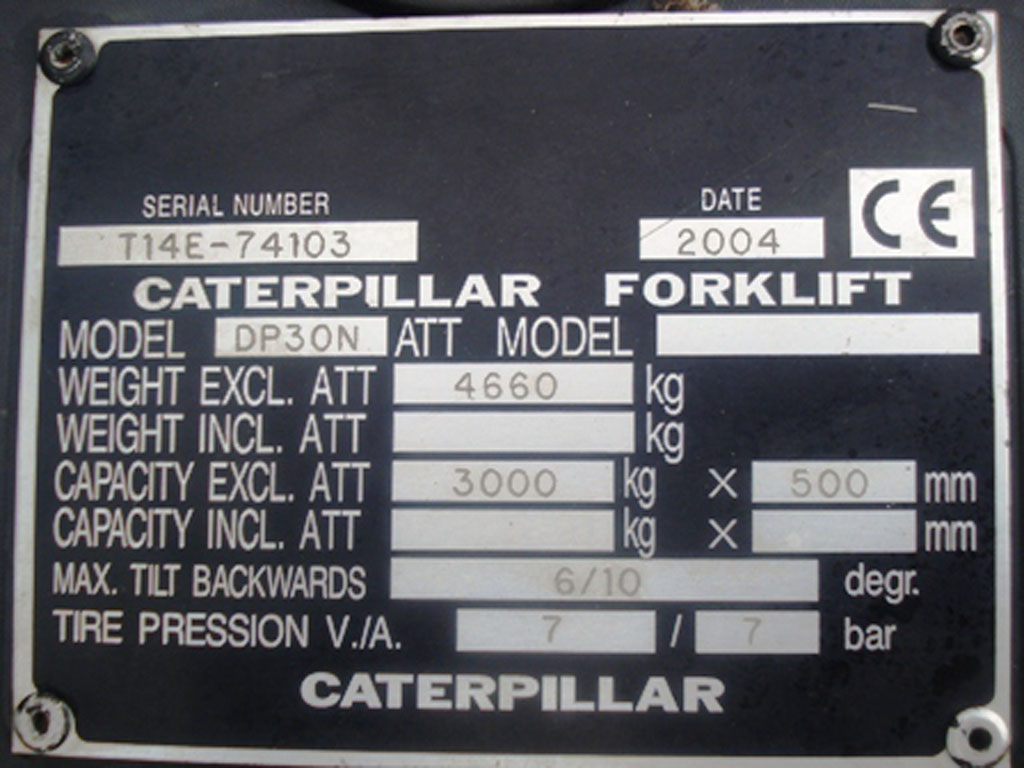 SERIAL NUMBER DATE
T14E-74103 2004 CE
CATERPILLAR FORKLIFT
MODEL DP30N ATT MODEL
WEIGHT EXCL. ATT 4660 kg
WEIGHT INCL. ATT kg
CAPACITY EXCL. ATT 3000 kg X 500 mm
CAPACITY INCL. ATT kg X mm
MAX. TILT BACKWARDS 6/10 degr.
TIRE PRESSION V./A. 7 / 7 bar
CATERPILLAR